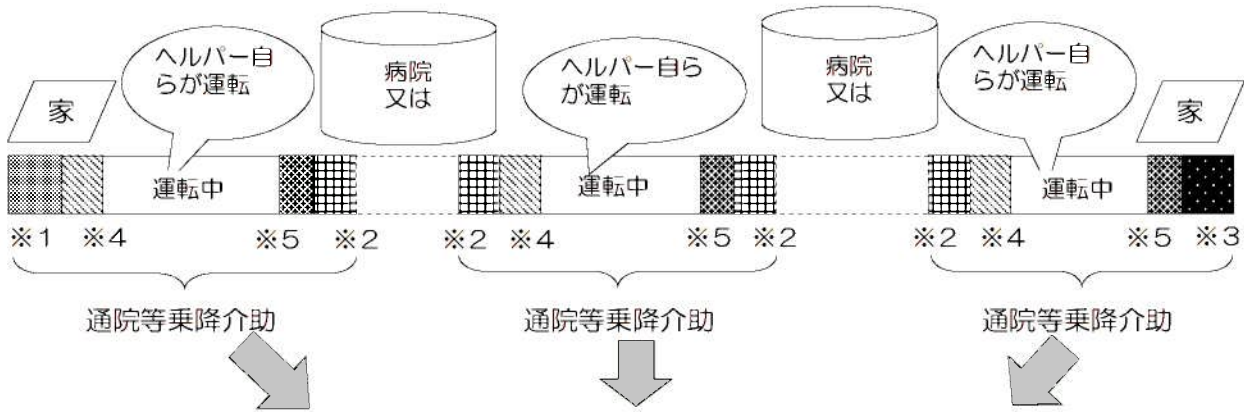 家
ヘルパー自
らが運転
病院
又は
ヘルパー自ら
が運転
病院
又は
ヘルパー自
らが運転
家
運転中
運転中
運転中
※1 ※4 ※5 ※2 ※2 ※4 ※5 ※2 ※2 ※4 ※5 ※3
通院等乗降介助 通院等乗降介助 通院等乗降介助